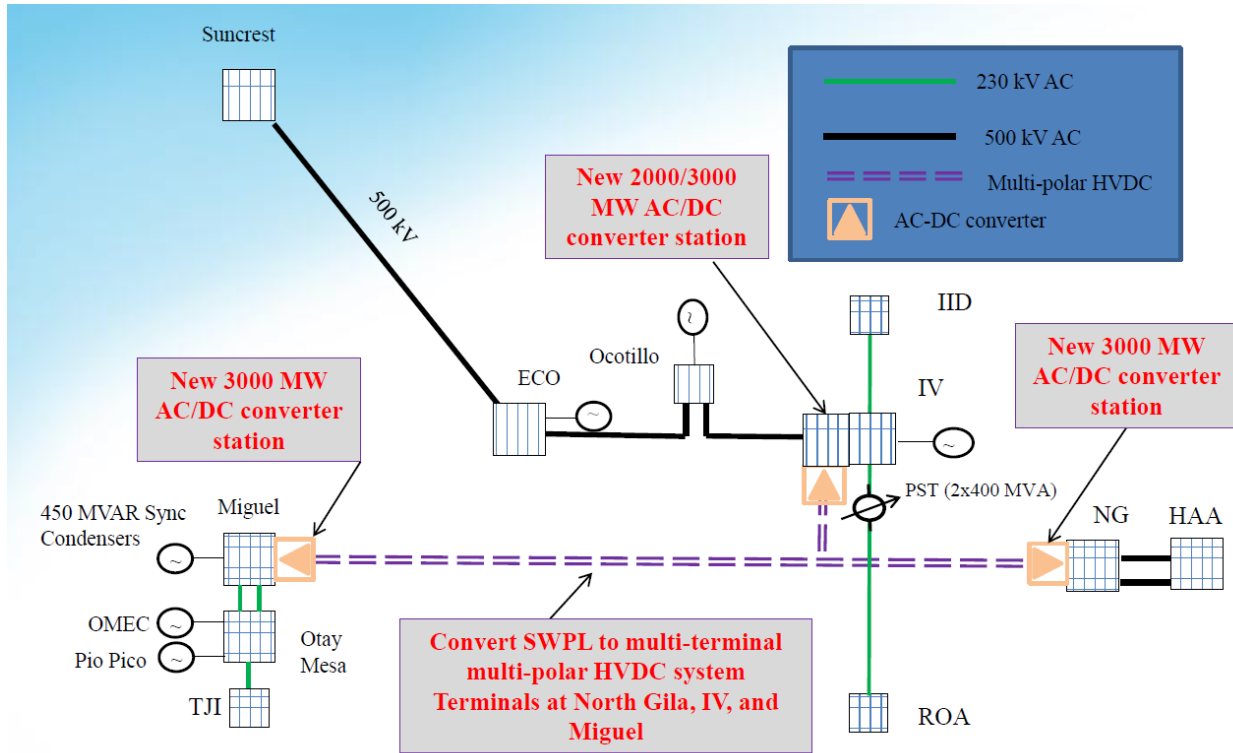 Suncrest
230 kV AC
500 kV AC
Multi-polar HVDC
AC-DC converter
New 2000/3000
MW AC/DC
converter station
500 kV
IID
Ocotillo
~
New 3000 MW
AC/DC converter
station
New 3000 MW
AC/DC converter
station
ECO
~
IV
~
PST (2x400 MVA)
Miguel
450 MVAR Sync
Condensers
~
NG
HAA
OMEC
~
Pio Pico
~
Otay
Mesa
TJI
Convert SWPL to multi-terminal
multi-polar HVDC system
Terminals at North Gila, IV, and
Miguel
ROA